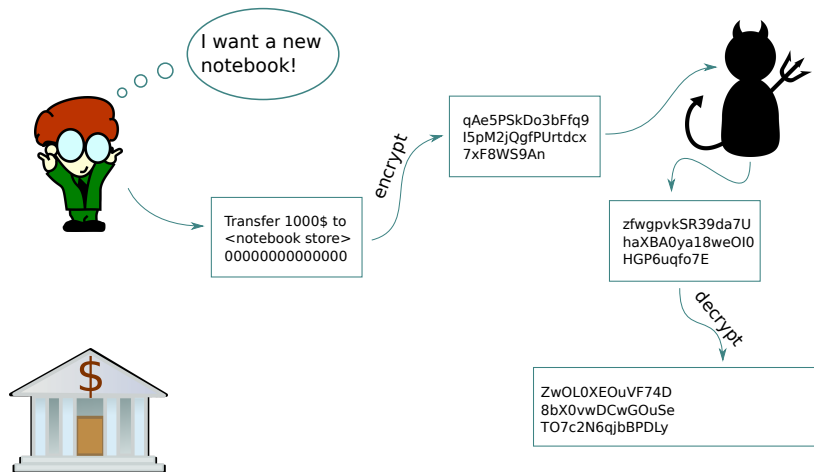 I want a new
notebook!
Transfer 1000$ to
<notebook store>
00000000000000
encrypt
qAe5PSkDo3bFfq9
I5pM2jQgfPUrtdcx
7xF8WS9An
zfwgpvkSR39da7U
haXBA0ya18weOI0
HGP6uqfo7E
decrypt
ZwOL0XEOuVF74D
8bX0vwDCwGOuSe
TO7c2N6qjbBPDLy
$